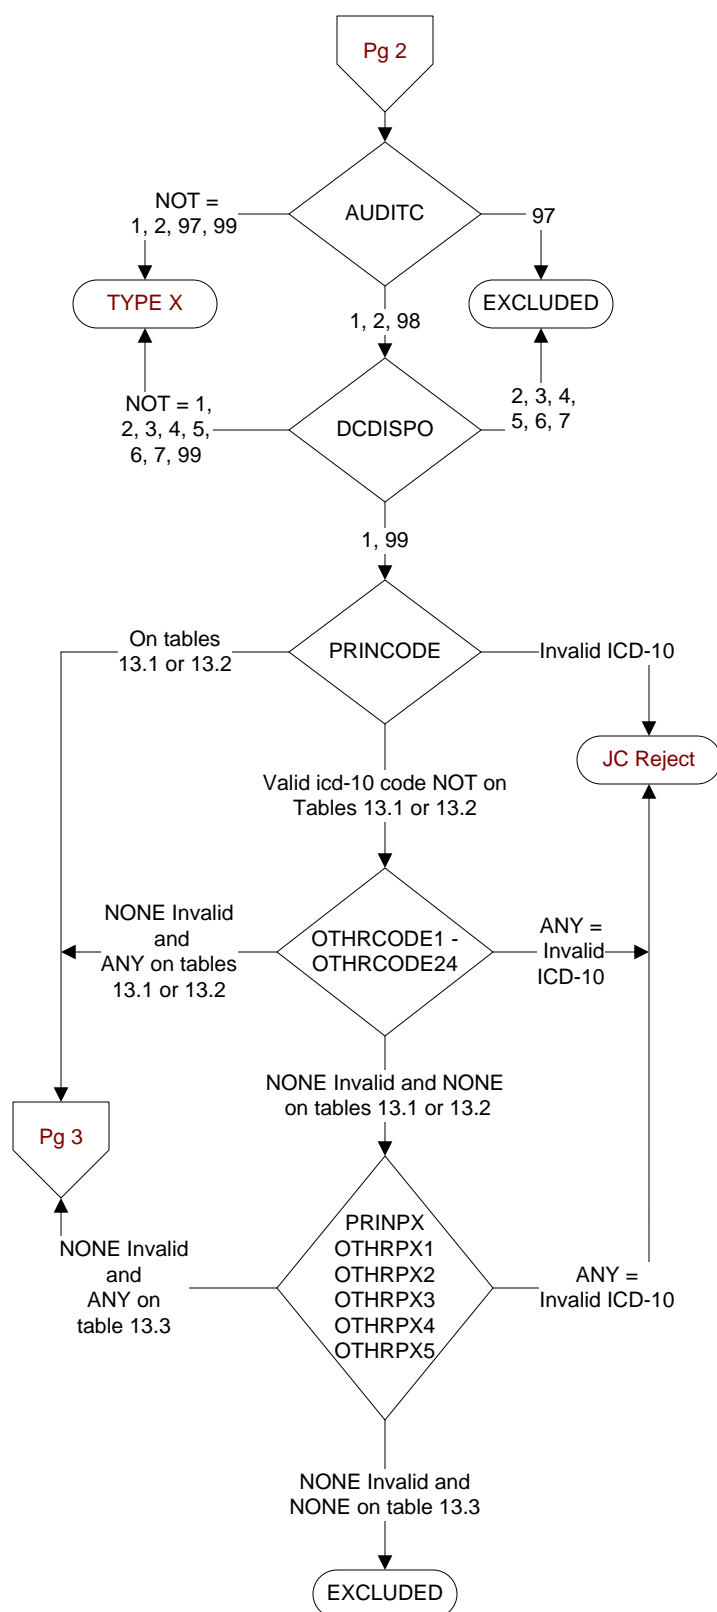 Pg 2
AUDITC
NOT =
1, 2, 97, 99
97
TYPE X
EXCLUDED
1, 2, 98
DCDISPO
NOT = 1,
2, 3, 4, 5,
6, 7, 99
2, 3, 4,
5, 6, 7
1, 99
PRINCODE
On tables
13.1 or 13.2
Invalid ICD-10
JC Reject
Valid icd-10 code NOT on
Tables 13.1 or 13.2
OTHRCODE1 -
OTHRCODE24
NONE Invalid
and
ANY on tables
13.1 or 13.2
ANY =
Invalid
ICD-10
NONE Invalid and NONE
on tables 13.1 or 13.2
Pg 3
PRINPX
OTHRPX1
OTHRPX2
OTHRPX3
OTHRPX4
OTHRPX5
NONE Invalid
and
ANY on
table 13.3
ANY =
Invalid ICD-10
NONE Invalid and
NONE on table 13.3
EXCLUDED